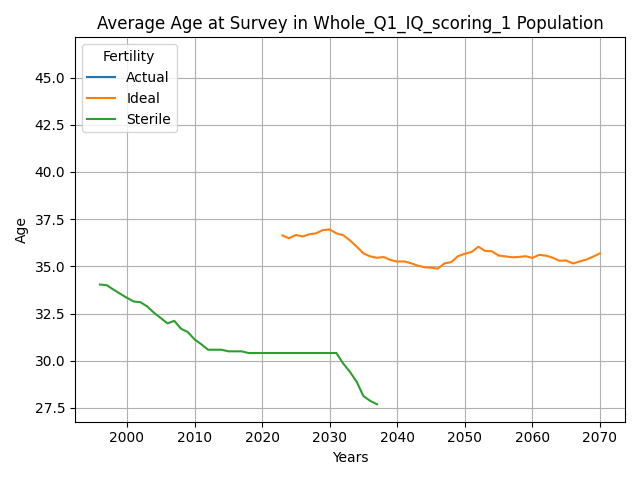 Average Age at Survey in Whole_Q1_IQ_scoring_1 Population
Fertility
Actual
Ideal
Sterile
45.0
42.5
40.0
37.5
35.0
32.5
30.0
27.5
Age
2000 2010 2020 2030 2040 2050 2060 2070
Years